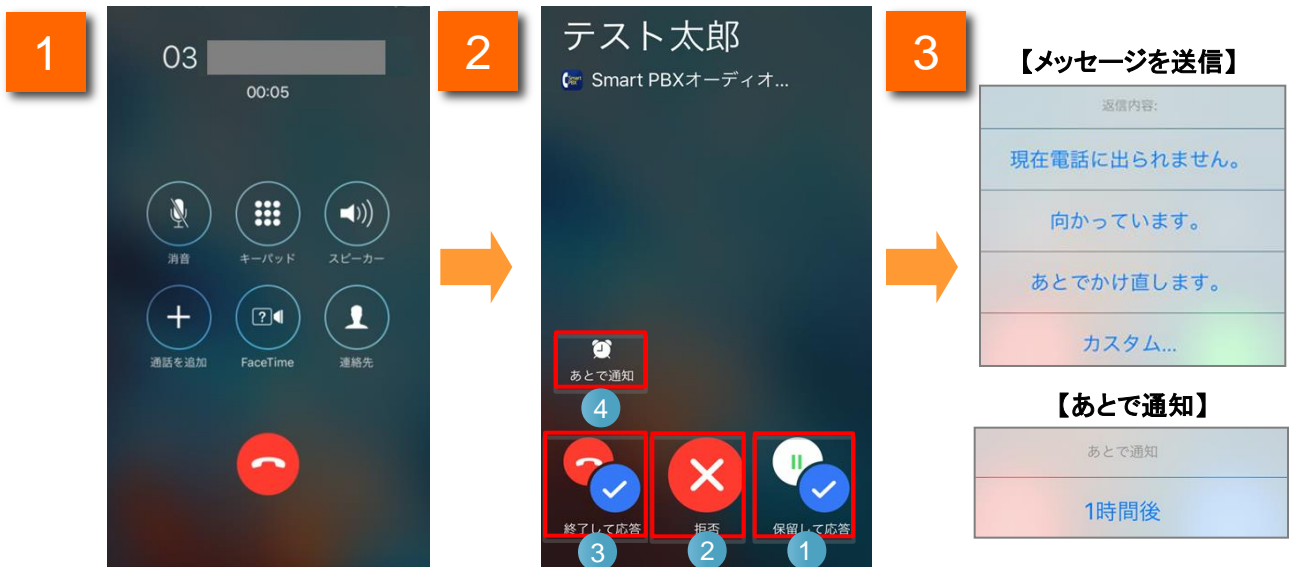 1
03
00:05
消音
キーパッド
スピーカー
通話を追加
FaceTime
連絡先
2
テスト太郎
Smart PBXオーディオ...
あとで通知
4
終了して応答
拒否
保留して応答
3
2
1
3
【メッセージを送信】
返信内容:
現在電話に出られません。
向かっています。
あとでかけ直します。
カスタム...
【あとで通知】
あとで通知
1時間後